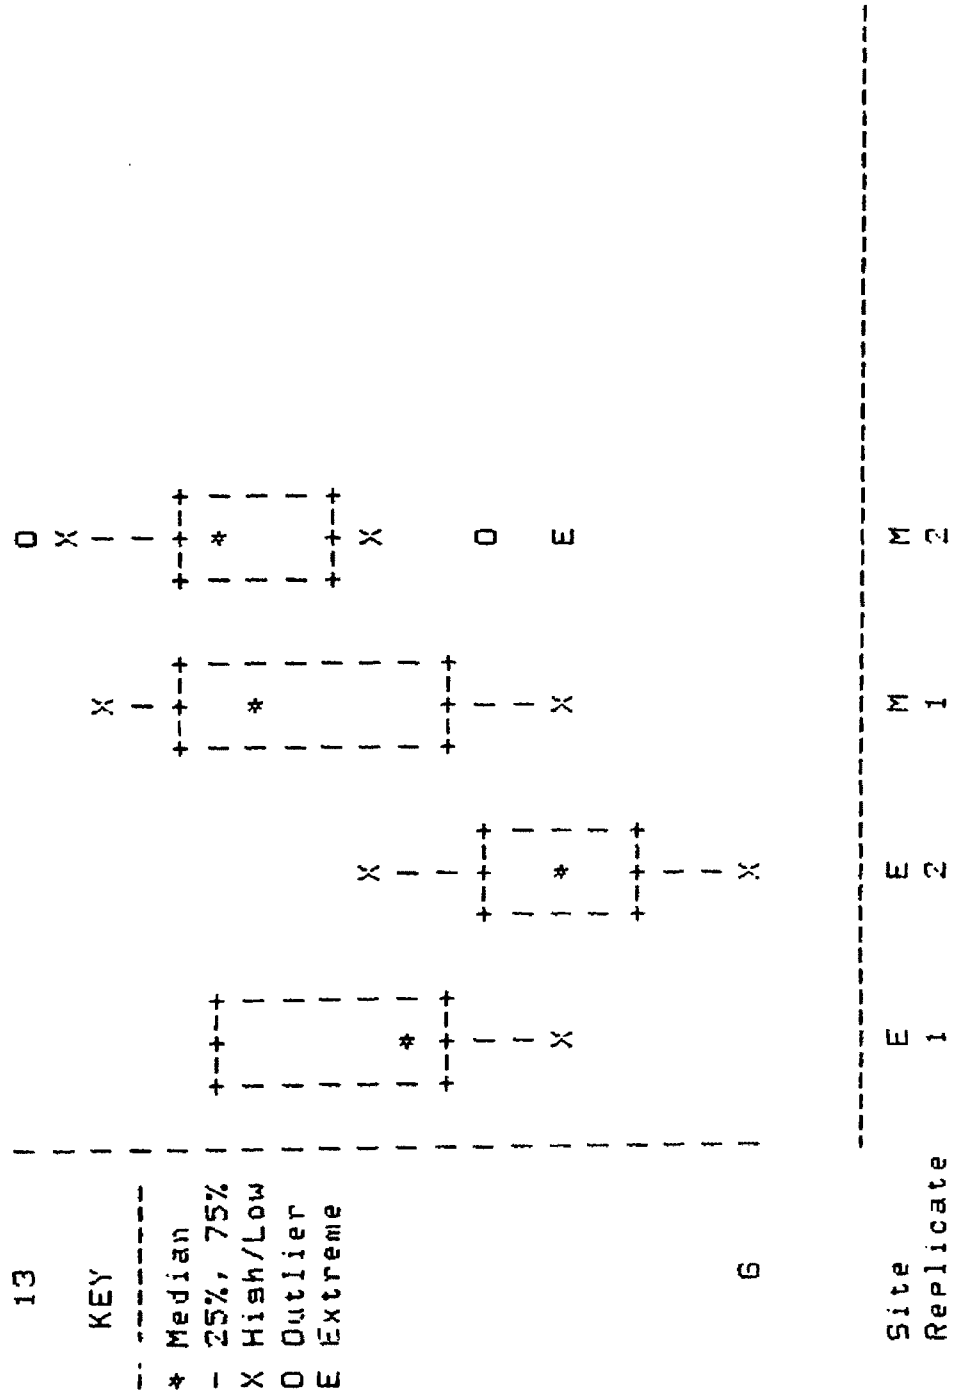 13 O
X
KEY X
* Median
- 25%, 75%
X High/Low
O Outlier
E Extreme
X X
O
X X E
6 X
Site E E M M
Replicate 1 2 1 2